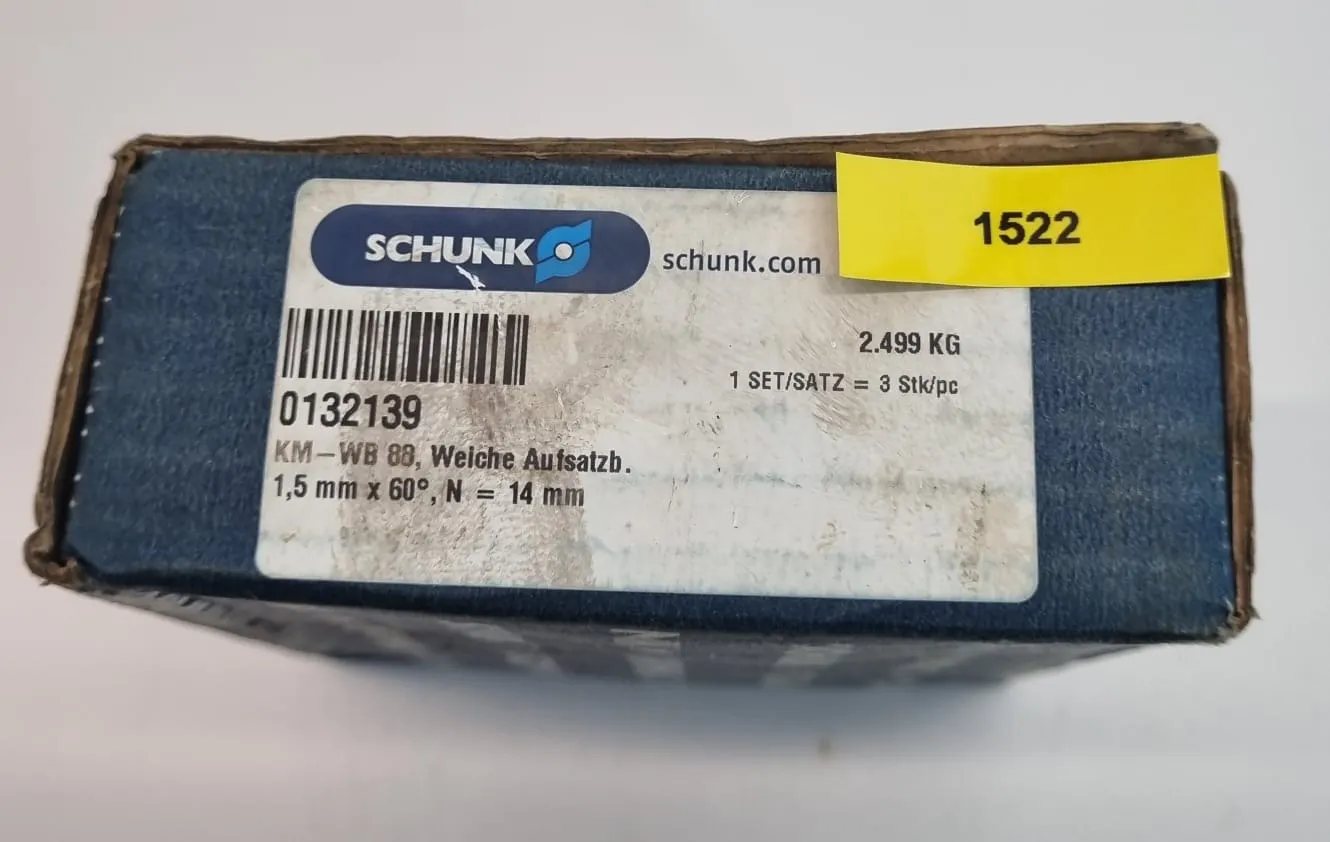 SCHUNK
schunk.com
1522
2.499 KG
1 SET/SATZ = 3 Stk/pc
0132139
KM-WB 88, Weiche Aufsatzb.
1,5 mm x 60°, N = 14 mm